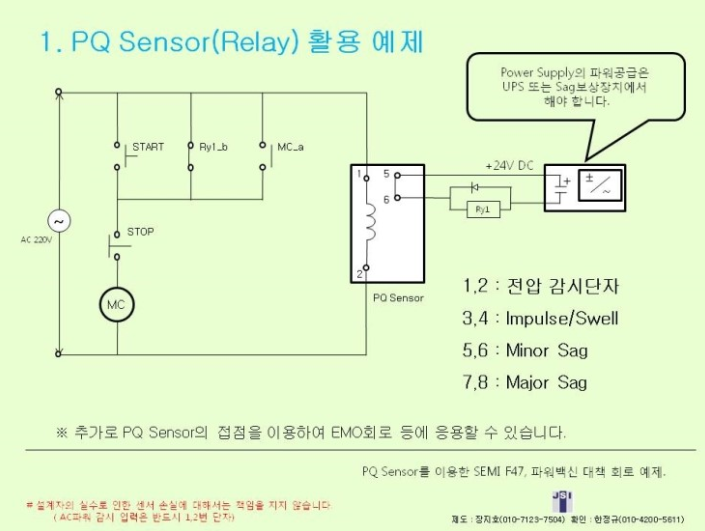 1. PQ Sensor(Relay) 활용 예제
Power Supply의 파워공급은
UPS 또는 Sag보상장치에서
해야 합니다.
START
Ry1_b
MC_a
+24V DC
1
5
6
2
Ry1
AC 220V
STOP
MC
PQ Sensor
1,2 : 전압 감시단자
3,4 : Impulse/Swell
5,6 : Minor Sag
7,8 : Major Sag
※ 추가로 PQ Sensor의 접점을 이용하여 EMO회로 등에 응용할 수 있습니다.
PQ Sensor를 이용한 SEMI F47, 파워백신 대책 회로 예제.
# 설계자의 실수로 인한 센서 손실에 대해서는 책임을 지지 않습니다.
( AC파워 감시 입력은 반드시 1,2번 단자)
JSI
제도 : 장지호(010-7123-7504) 확인 : 한정규(010-4200-5611)